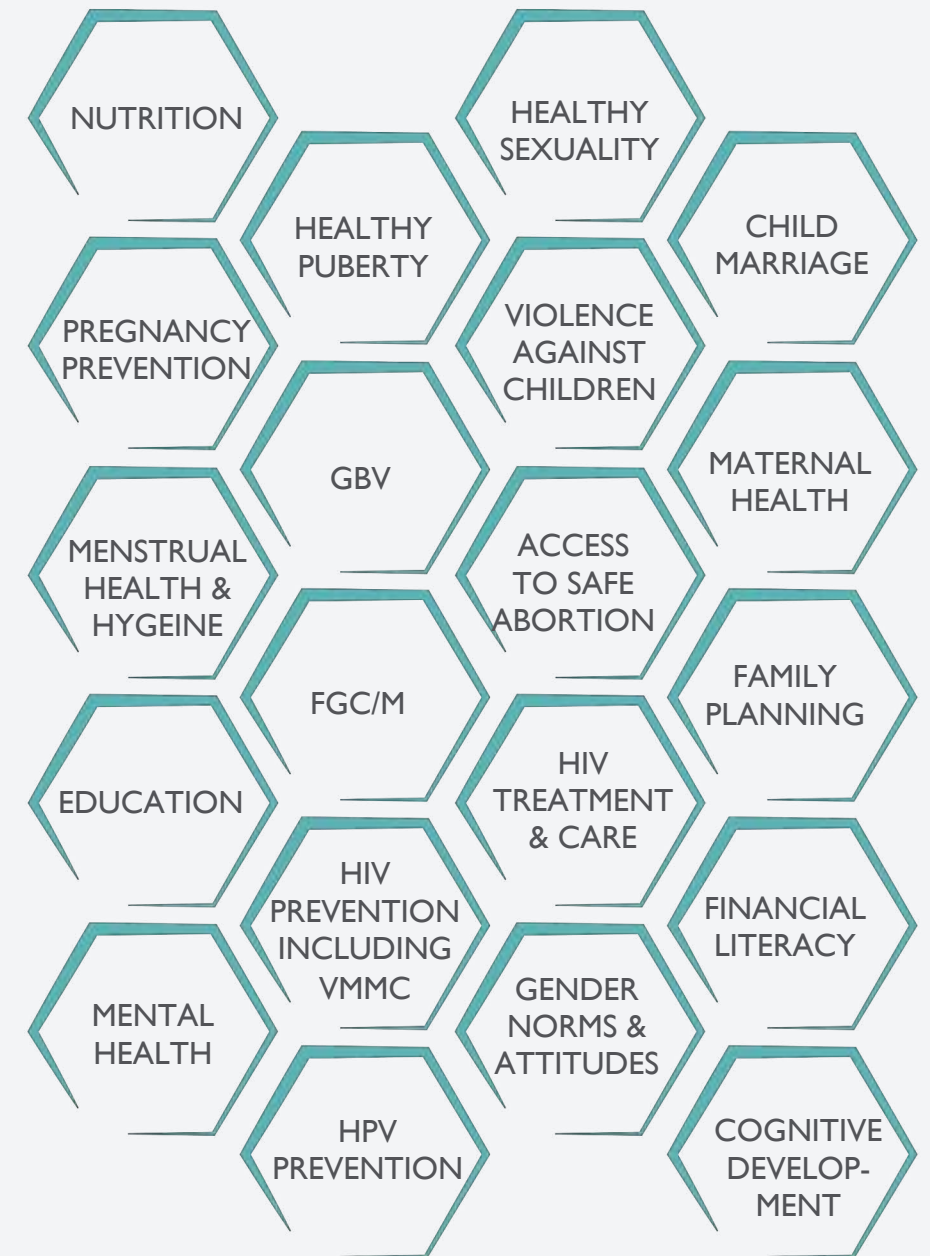 NUTRITION
HEALTHY
SEXUALITY
HEALTHY
PUBERTY
CHILD
MARRIAGE
PREGNANCY
PREVENTION
VIOLENCE
AGAINST
CHILDREN
GBV
MATERNAL
HEALTH
MENSTRUAL
HEALTH &
HYGEINE
ACCESS
TO SAFE
ABORTION
FGC/M
FAMILY
PLANNING
EDUCATION
HIV
TREATMENT
& CARE
HIV
PREVENTION
INCLUDING
VMMC
FINANCIAL
LITERACY
MENTAL
HEALTH
GENDER
NORMS &
ATTITUDES
HPV
PREVENTION
COGNITIVE
DEVELOP-
MENT